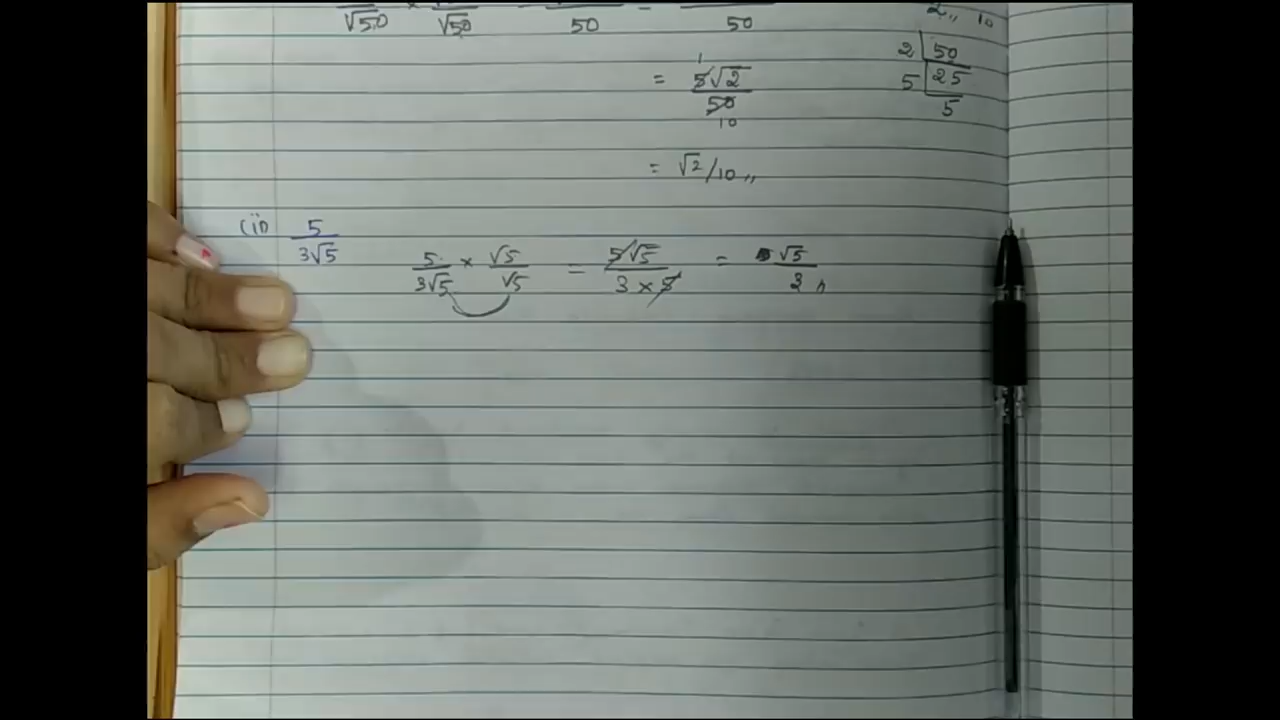 √50 × √50 = 50 = 50
2,, 10
2 | 50
5 | 25
5
= 5√2 / 50
1
10
= √2/10 ,,
(ii) 5 / 3√5
5 / 3√5 × √5 / √5 = 5√5 / 3 × 5 = √5 / 3 ,,